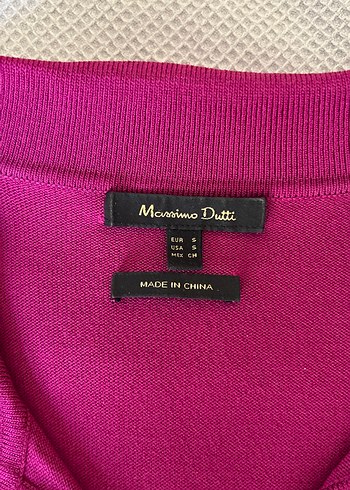 Massimo Dutti
EUR S
USA S
MEX CH
MADE IN CHINA